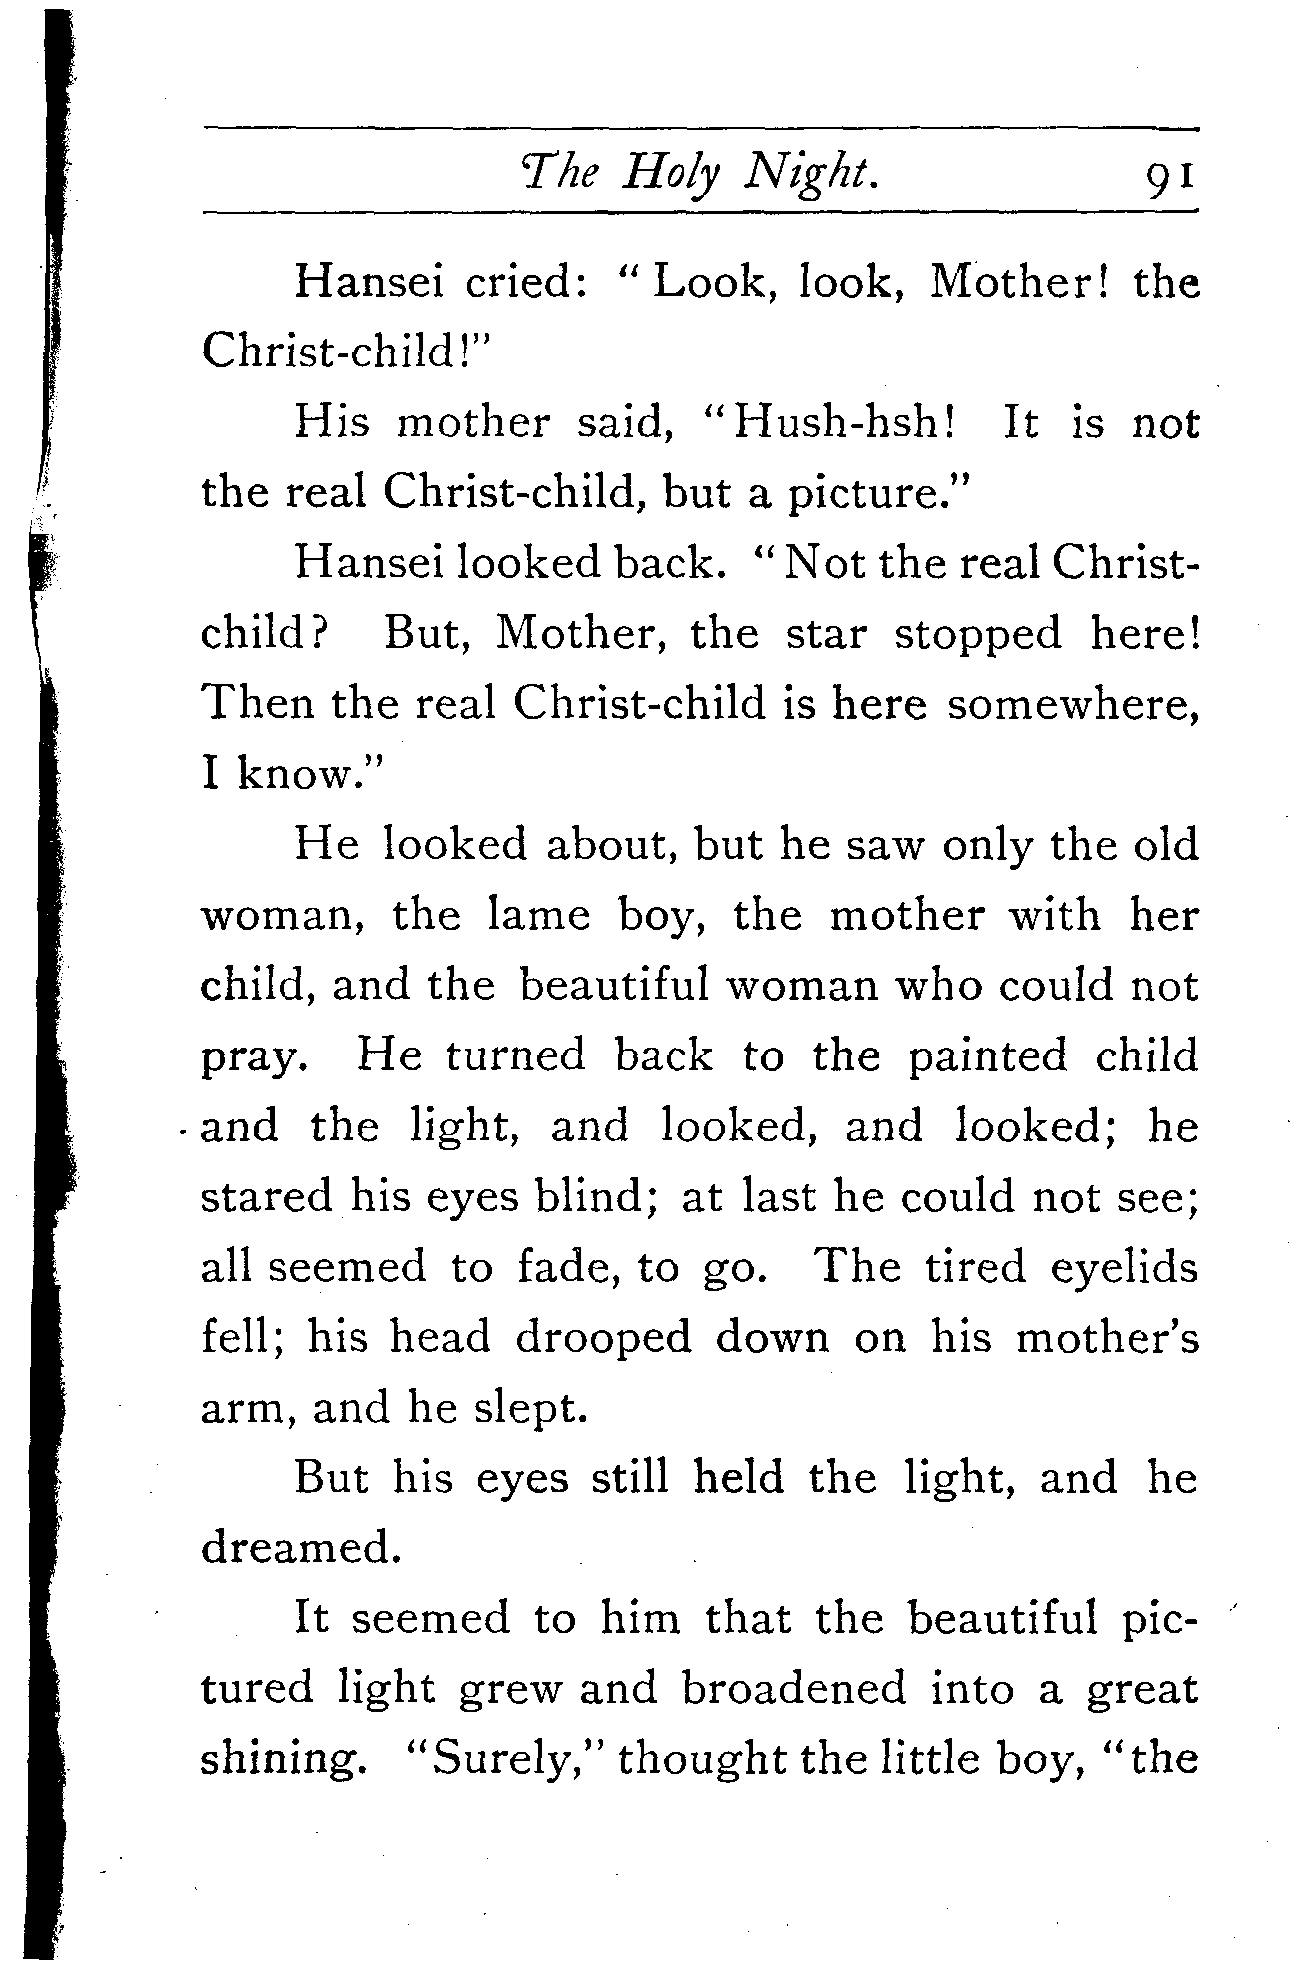 The Holy Night. 91
Hansei cried: "Look, look, Mother! the
Christ-child!"
His mother said, "Hush-hsh! It is not
the real Christ-child, but a picture."
Hansei looked back. "Not the real Christ-
child? But, Mother, the star stopped here!
Then the real Christ-child is here somewhere,
I know."
He looked about, but he saw only the old
woman, the lame boy, the mother with her
child, and the beautiful woman who could not
pray. He turned back to the painted child
and the light, and looked, and looked; he
stared his eyes blind; at last he could not see;
all seemed to fade, to go. The tired eyelids
fell; his head drooped down on his mother's
arm, and he slept.
But his eyes still held the light, and he
dreamed.
It seemed to him that the beautiful pic-
tured light grew and broadened into a great
shining. "Surely," thought the little boy, "the